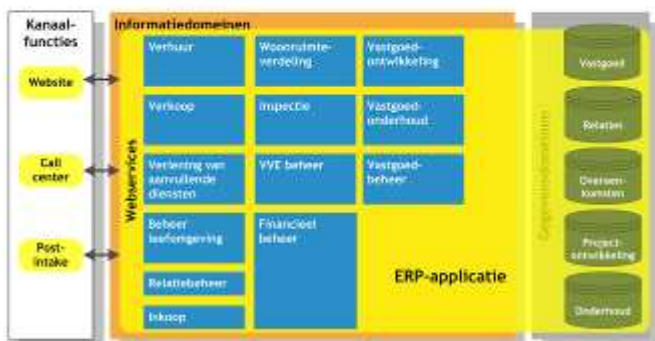 Kanaal-
functies
Website
Call
center
Post-
intake
Informatiedomeinen
Webservices
Verhuur
Woonruimte-
verdeling
Vastgoed-
ontwikkeling
Verkoop
Inspectie
Vastgoed-
onderhoud
Verlening van
aanvullende
diensten
VVE beheer
Vastgoed-
beheer
Beheer
leefomgeving
Financieel
beheer
Relatiebeheer
Inkoop
ERP-applicatie
Gegevensdomeinen
Vastgoed
Relaties
Overeen-
komsten
Project-
ontwikkeling
Onderhoud